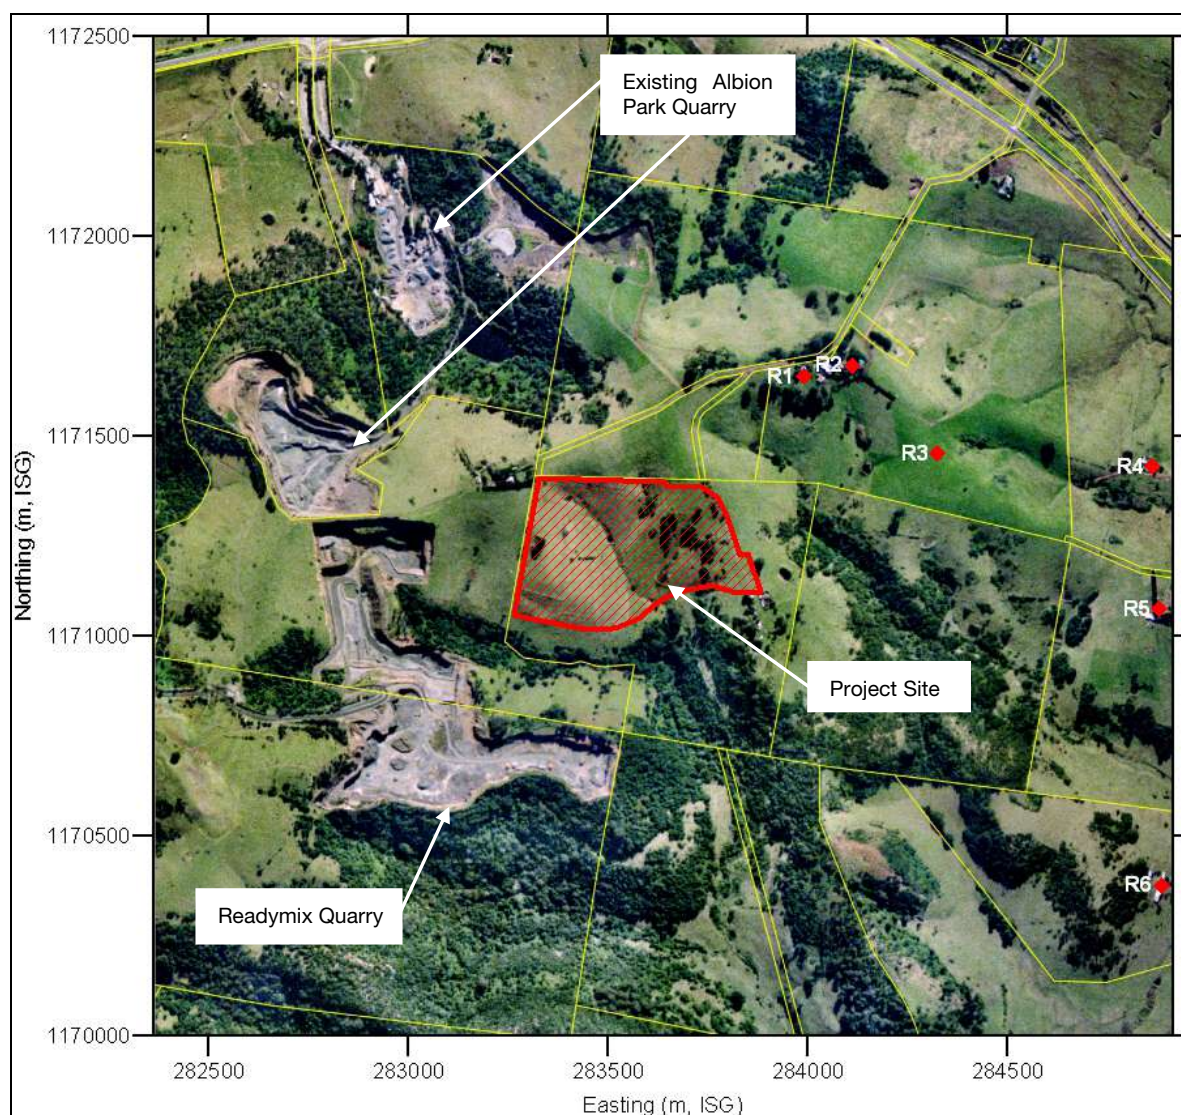 1172500
Existing Albion
Park Quarry
1172000
R1
R2
1171500
R3
R4
Northing (m, ISG)
R5
1171000
Project Site
1170500
R6
Readymix Quarry
1170000
282500
283000
283500
284000
284500
Easting (m, ISG)